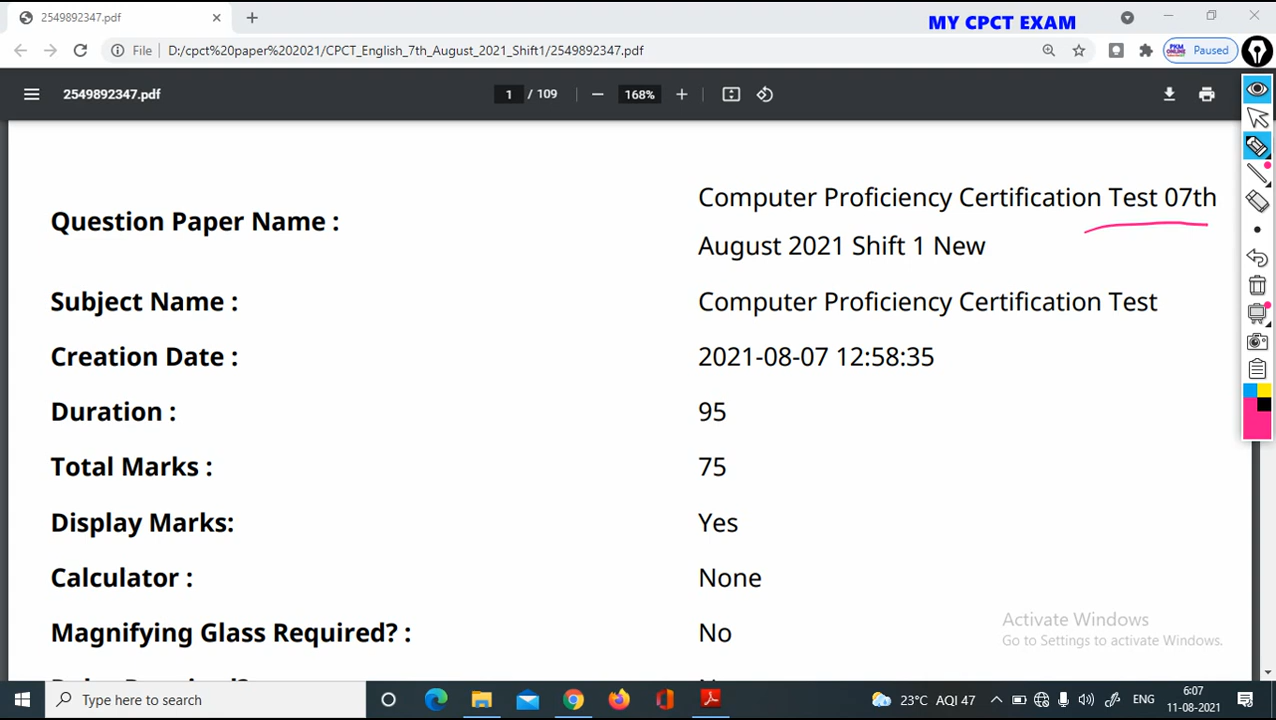 2549892347.pdf
MY CPCT EXAM
File D:/cpct%20paper%202021/CPCT_English_7th_August_2021_Shift1/2549892347.pdf
PKM ONLINE Paused
2549892347.pdf 1 / 109 168%
Question Paper Name : Computer Proficiency Certification Test 07th
August 2021 Shift 1 New
Subject Name : Computer Proficiency Certification Test
Creation Date : 2021-08-07 12:58:35
Duration : 95
Total Marks : 75
Display Marks: Yes
Calculator : None
Magnifying Glass Required? : No
Activate Windows
Go to Settings to activate Windows.
Type here to search
23°C AQI 47 ENG 6:07
11-08-2021